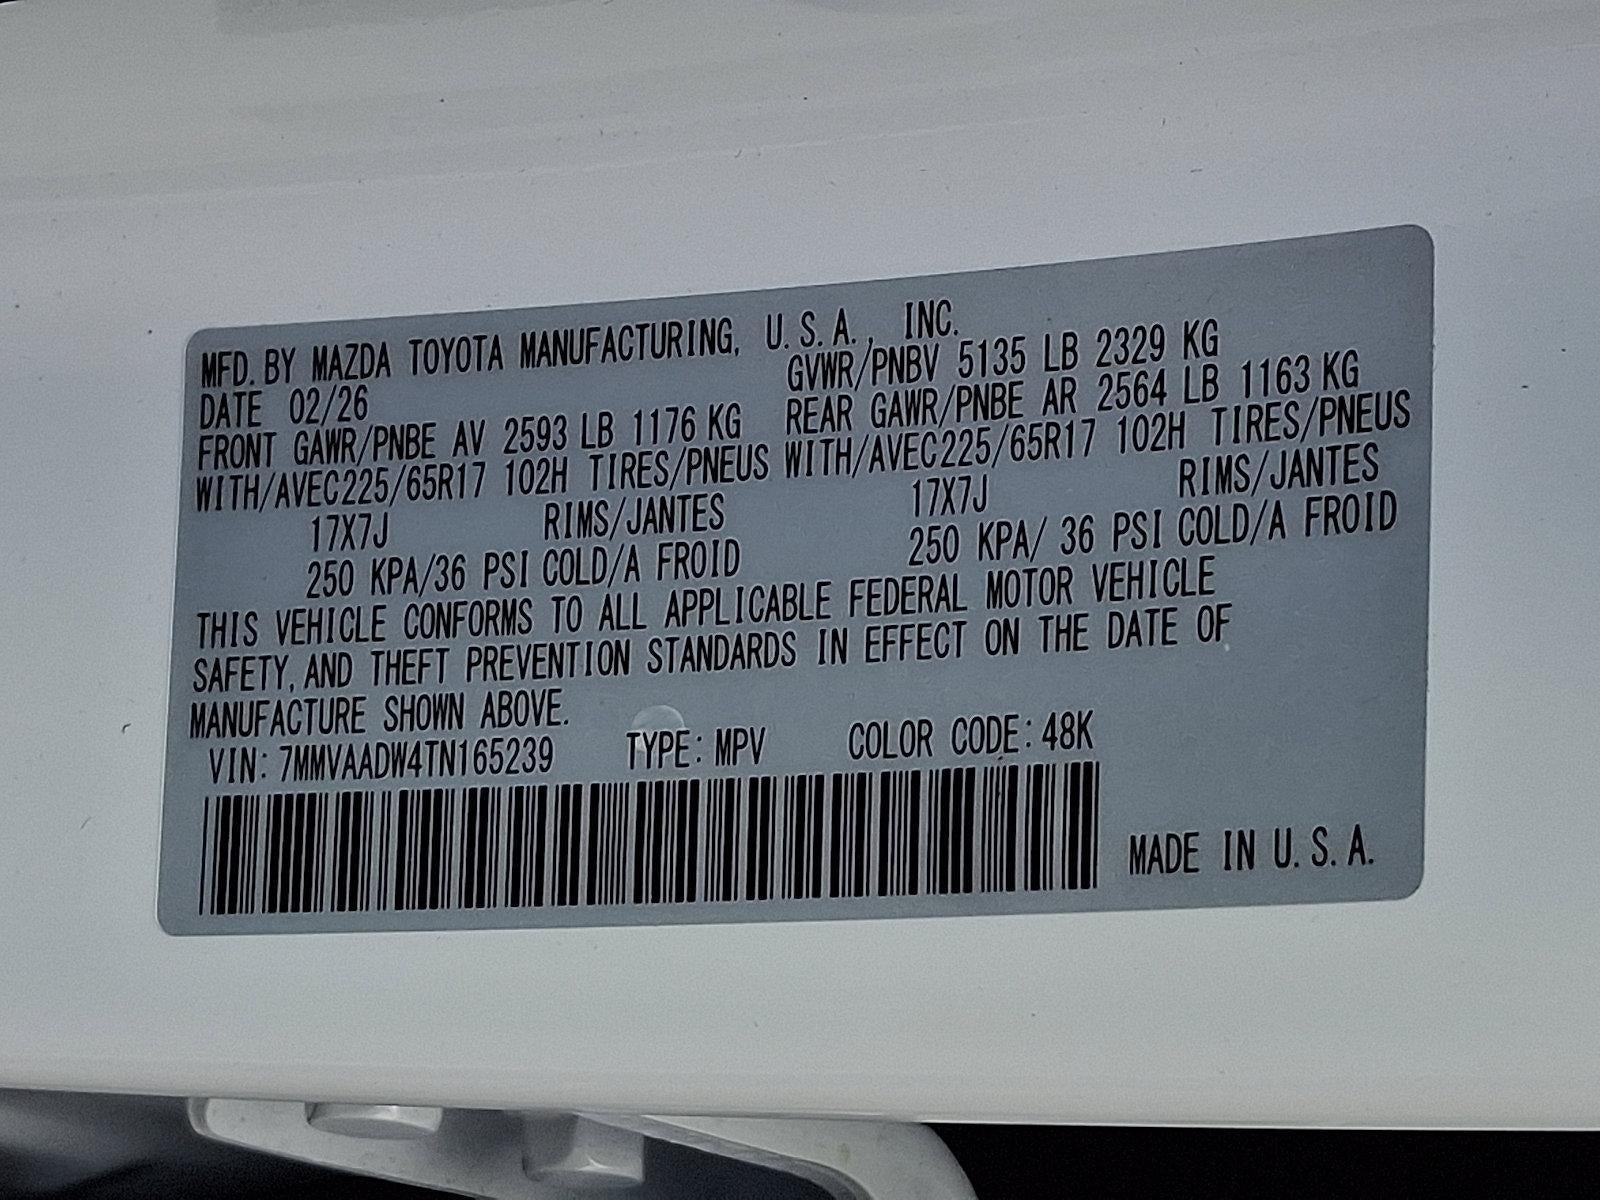 MFD. BY MAZDA TOYOTA MANUFACTURING, U.S.A., INC.
DATE 02/26 GVWR/PNBV 5135 LB 2329 KG
FRONT GAWR/PNBE AV 2593 LB 1176 KG REAR GAWR/PNBE AR 2564 LB 1163 KG
WITH/AVEC225/65R17 102H TIRES/PNEUS WITH/AVEC225/65R17 102H TIRES/PNEUS
17X7J RIMS/JANTES 17X7J RIMS/JANTES
250 KPA/36 PSI COLD/A FROID 250 KPA/ 36 PSI COLD/A FROID
THIS VEHICLE CONFORMS TO ALL APPLICABLE FEDERAL MOTOR VEHICLE
SAFETY, AND THEFT PREVENTION STANDARDS IN EFFECT ON THE DATE OF
MANUFACTURE SHOWN ABOVE.
VIN: 7MMVAADW4TN165239 TYPE: MPV COLOR CODE: 48K
MADE IN U.S.A.